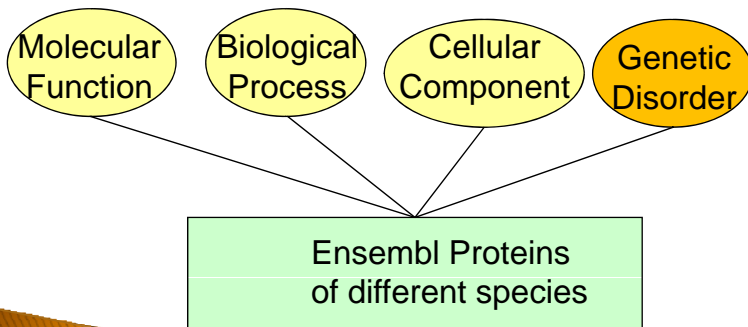 Molecular
Function
Biological
Process
Cellular
Component
Genetic
Disorder
Ensembl Proteins
of different species